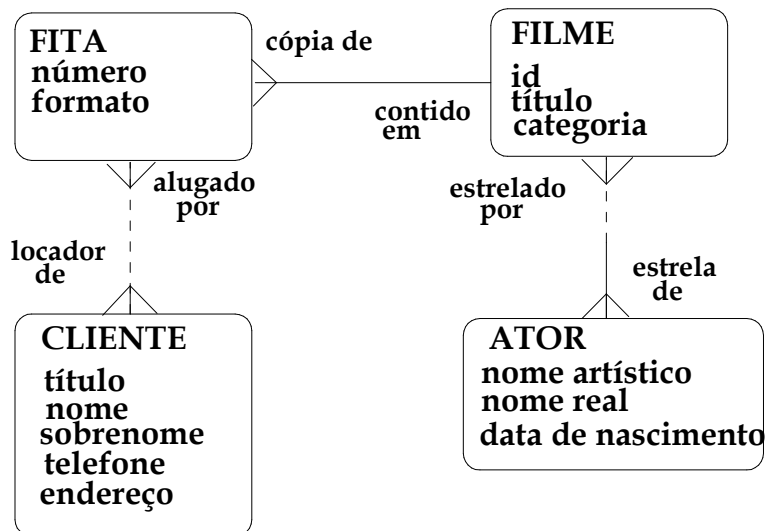 FITA
número
formato
cópia de
contido
em
FILME
id
título
categoria
alugado
por
locador
de
estrelado
por
estrela
de
CLIENTE
título
nome
sobrenome
telefone
endereço
ATOR
nome artístico
nome real
data de nascimento